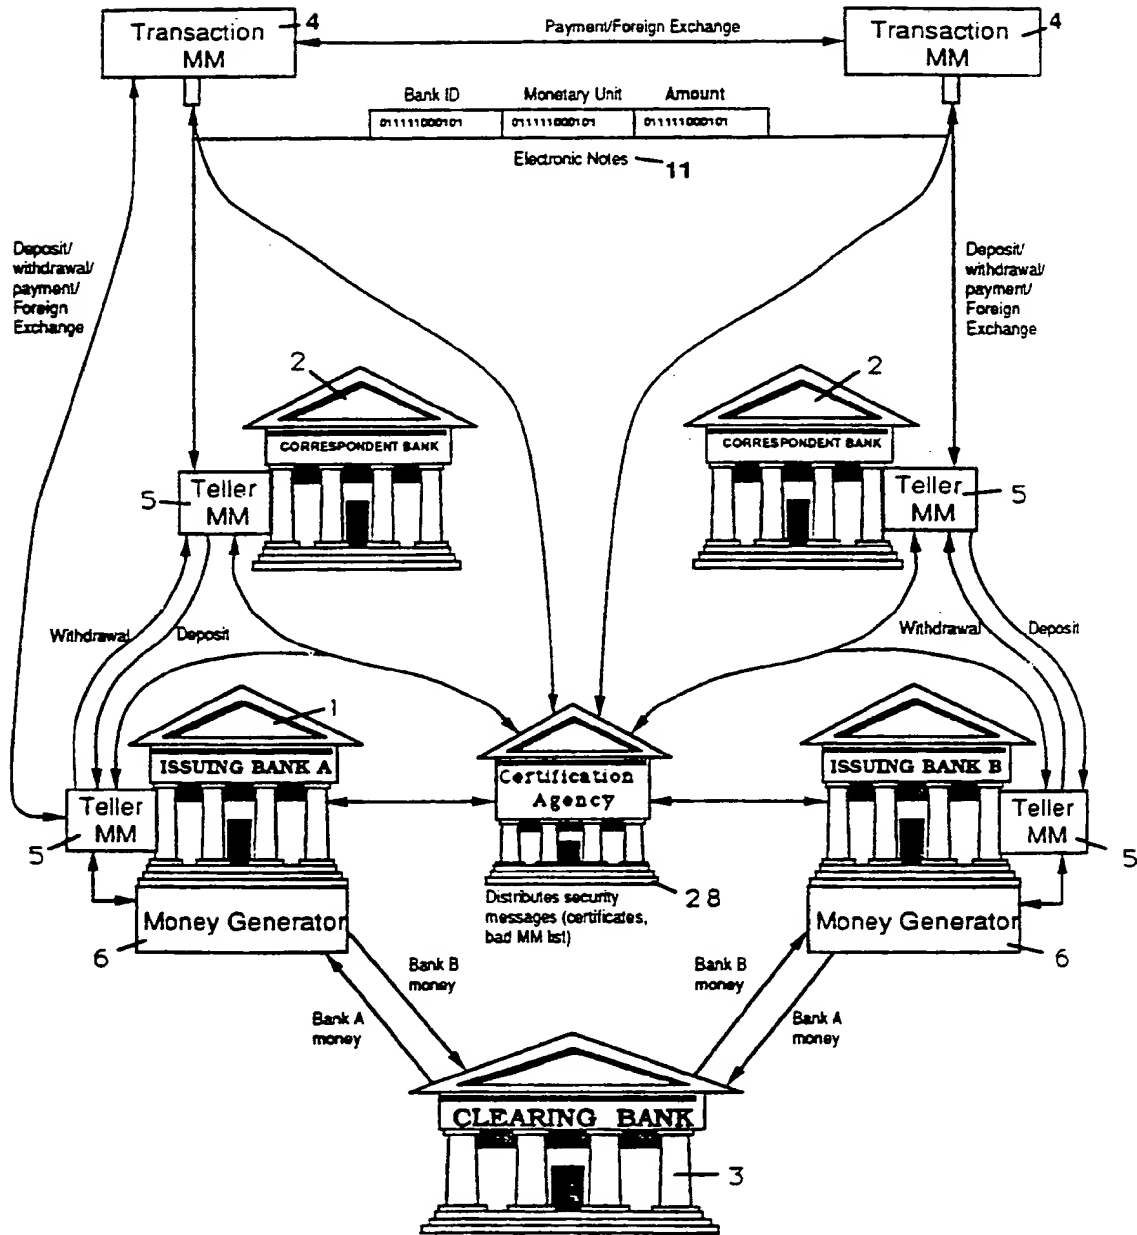 Transaction
MM
4
Payment/Foreign Exchange
Transaction
MM
4
Bank ID Monetary Unit Amount
011111000101 011111000101 011111000101
Electronic Notes
11
Deposit/
withdrawal/
payment/
Foreign
Exchange
Deposit/
withdrawal/
payment/
Foreign
Exchange
2
CORRESPONDENT BANK
2
CORRESPONDENT BANK
5
Teller
MM
Teller
MM
5
Withdrawal
Deposit
Withdrawal
Deposit
1
ISSUING BANK A
Certification
Agency
ISSUING BANK B
Teller
MM
5
Teller
MM
5
28
Distributes security
messages (certificates,
bad MM list)
Money Generator
6
Money Generator
6
Bank B
money
Bank A
money
Bank B
money
Bank A
money
CLEARING BANK
3